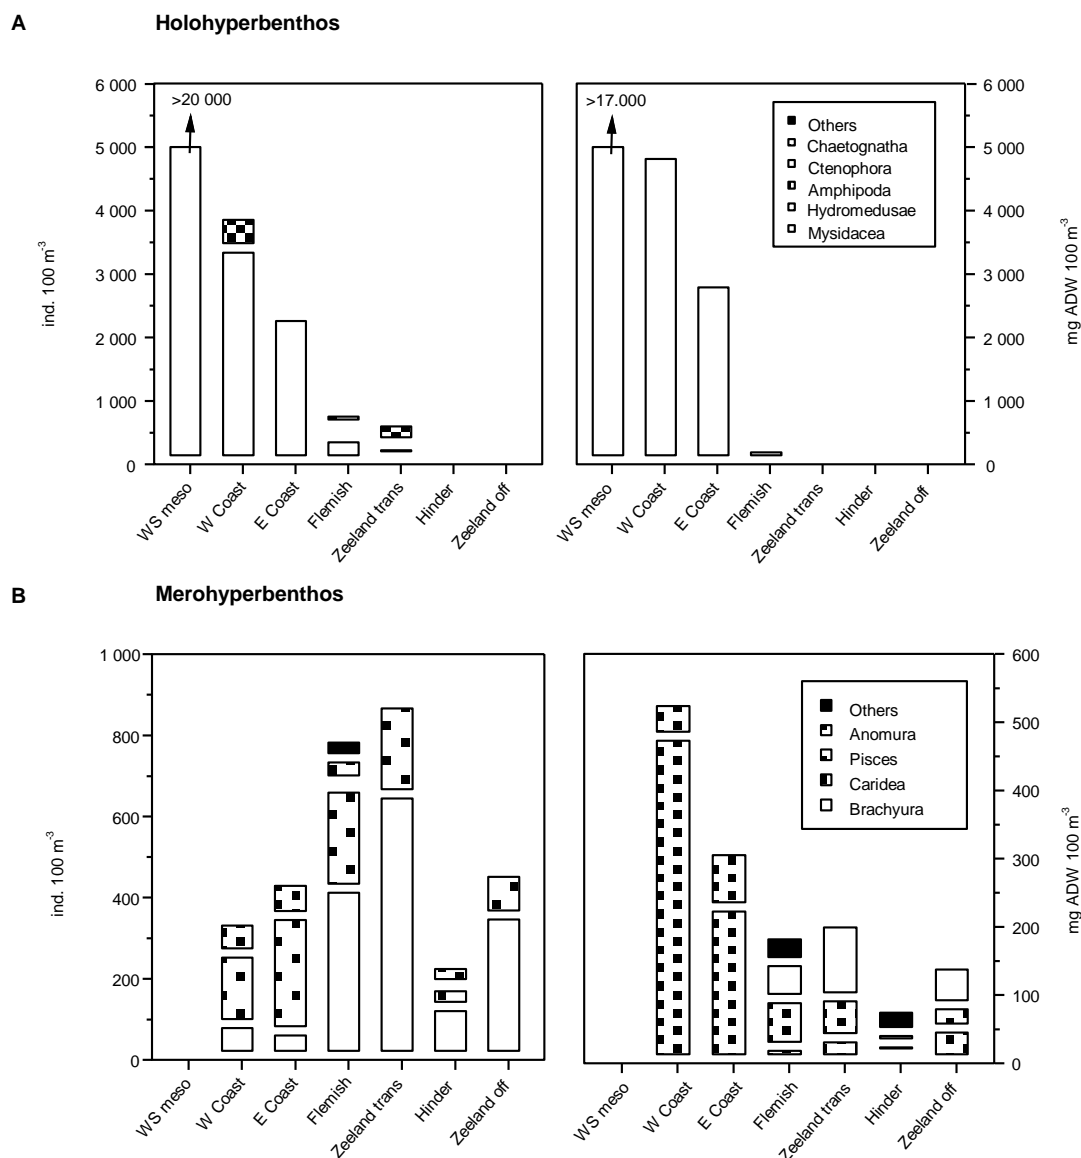 A Holohyperbenthos
6 000 6 000
>20 000 >17.000
Others
Chaetognatha
Ctenophora
Amphipoda
Hydromedusae
Mysidacea
5 000 5 000
4 000 4 000
3 000 3 000
2 000 2 000
1 000 1 000
0 0
ind. 100 m-3
mg ADW 100 m-3
WS meso W Coast E Coast Flemish Zeeland trans Hinder Zeeland off
WS meso W Coast E Coast Flemish Zeeland trans Hinder Zeeland off
B Merohyperbenthos
1 000
800
600
400
200
0
ind. 100 m-3
WS meso W Coast E Coast Flemish Zeeland trans Hinder Zeeland off
600
500
400
300
200
100
0
mg ADW 100 m-3
Others
Anomura
Pisces
Caridea
Brachyura
WS meso W Coast E Coast Flemish Zeeland trans Hinder Zeeland off